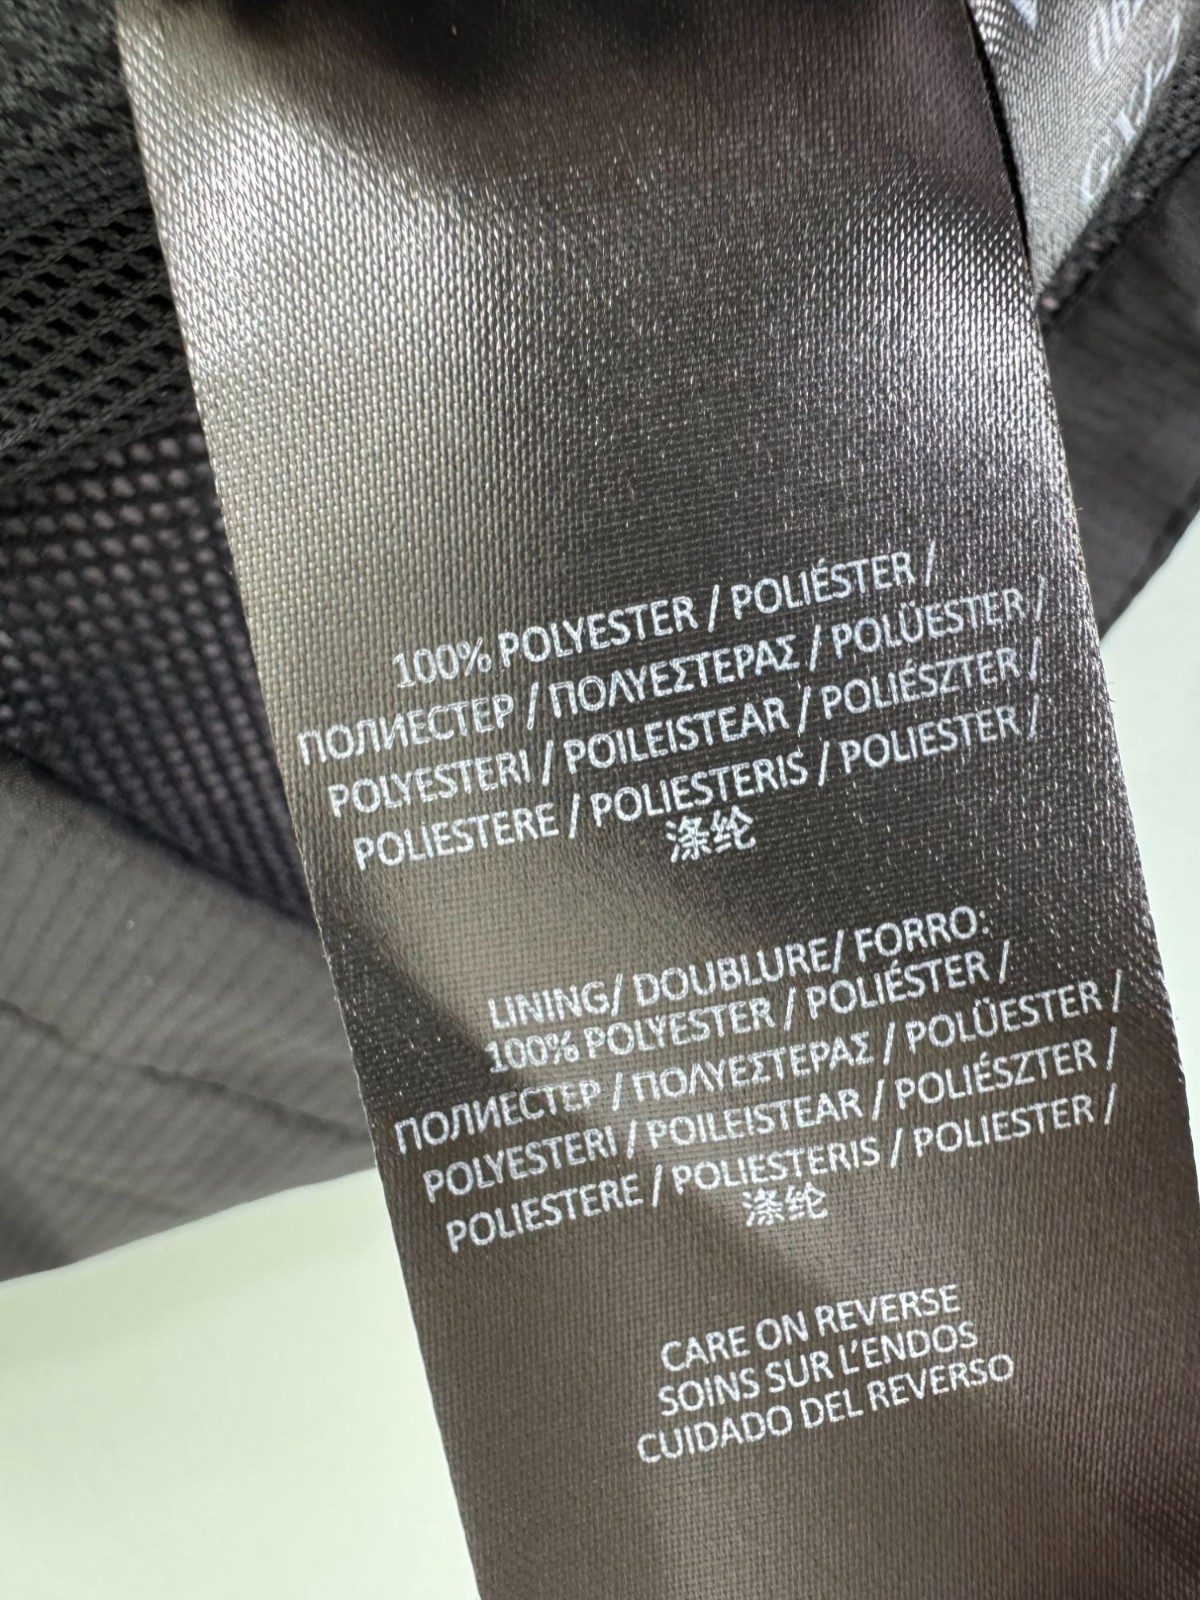 100% POLYESTER / POLIÉSTER /
ПОЛИЕСТЕР / ΠΟΛΥΕΣΤΕΡΑΣ / POLÜESTER /
POLYESTERI / POILEISTEAR / POLIÉSZTER /
POLIESTERE / POLIESTERIS / POLIESTER /
涤纶
LINING/ DOUBLURE/ FORRO:
100% POLYESTER / POLIÉSTER /
ПОЛИЕСТЕР / ΠΟΛΥΕΣΤΕΡΑΣ / POLÜESTER /
POLYESTERI / POILEISTEAR / POLIÉSZTER /
POLIESTERE / POLIESTERIS / POLIESTER /
涤纶
CARE ON REVERSE
SOINS SUR L'ENDOS
CUIDADO DEL REVERSO